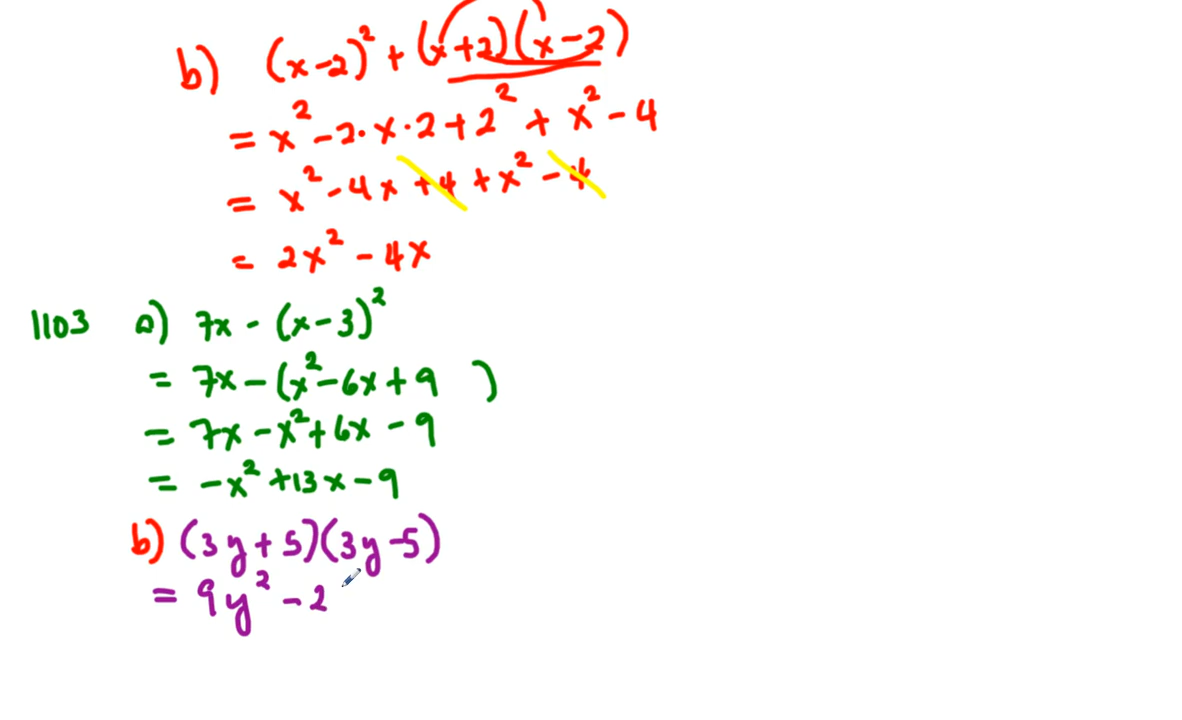 b) (x-2)² + (x+2)(x-2)
= x² - 2·x·2 + 2² + x² - 4
= x² - 4x + 4 + x² - 4
= 2x² - 4x
1103 a) 7x - (x-3)²
= 7x - (x² - 6x + 9 )
= 7x - x² + 6x - 9
= -x² + 13x - 9
b) (3y + 5)(3y - 5)
= 9y² - 2